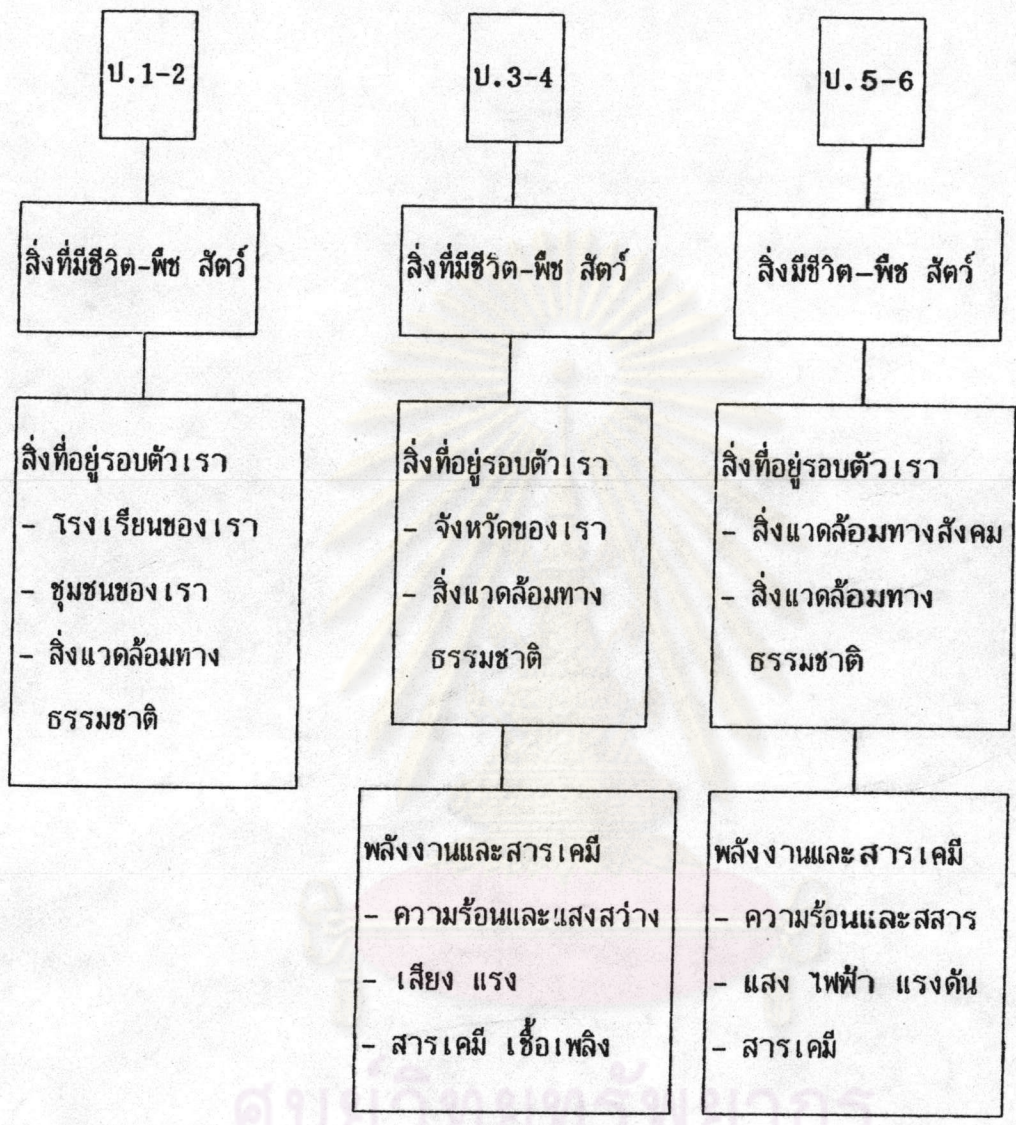 ป.1-2
สิ่งที่มีชีวิต-พืช สัตว์
สิ่งที่อยู่รอบตัวเรา
- โรงเรียนของเรา
- ชุมชนของเรา
- สิ่งแวดล้อมทาง
ธรรมชาติ
ป.3-4
สิ่งที่มีชีวิต-พืช สัตว์
สิ่งที่อยู่รอบตัวเรา
- จังหวัดของเรา
- สิ่งแวดล้อมทาง
ธรรมชาติ
พลังงานและสารเคมี
- ความร้อนและแสงสว่าง
- เสียง แรง
- สารเคมี เชื้อเพลิง
ป.5-6
สิ่งมีชีวิต-พืช สัตว์
สิ่งที่อยู่รอบตัวเรา
- สิ่งแวดล้อมทางสังคม
- สิ่งแวดล้อมทาง
ธรรมชาติ
พลังงานและสารเคมี
- ความร้อนและสสาร
- แสง ไฟฟ้า แรงดัน
- สารเคมี
ศูนย์วิทยทรัพยากร